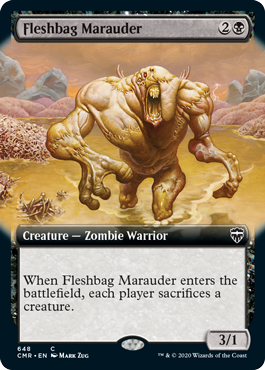 Fleshbag Marauder 2
Creature — Zombie Warrior
When Fleshbag Marauder enters the
battlefield, each player sacrifices a
creature.
3/1
648 C
CMR • EN Mark Zug ™ & © 2020 Wizards of the Coast